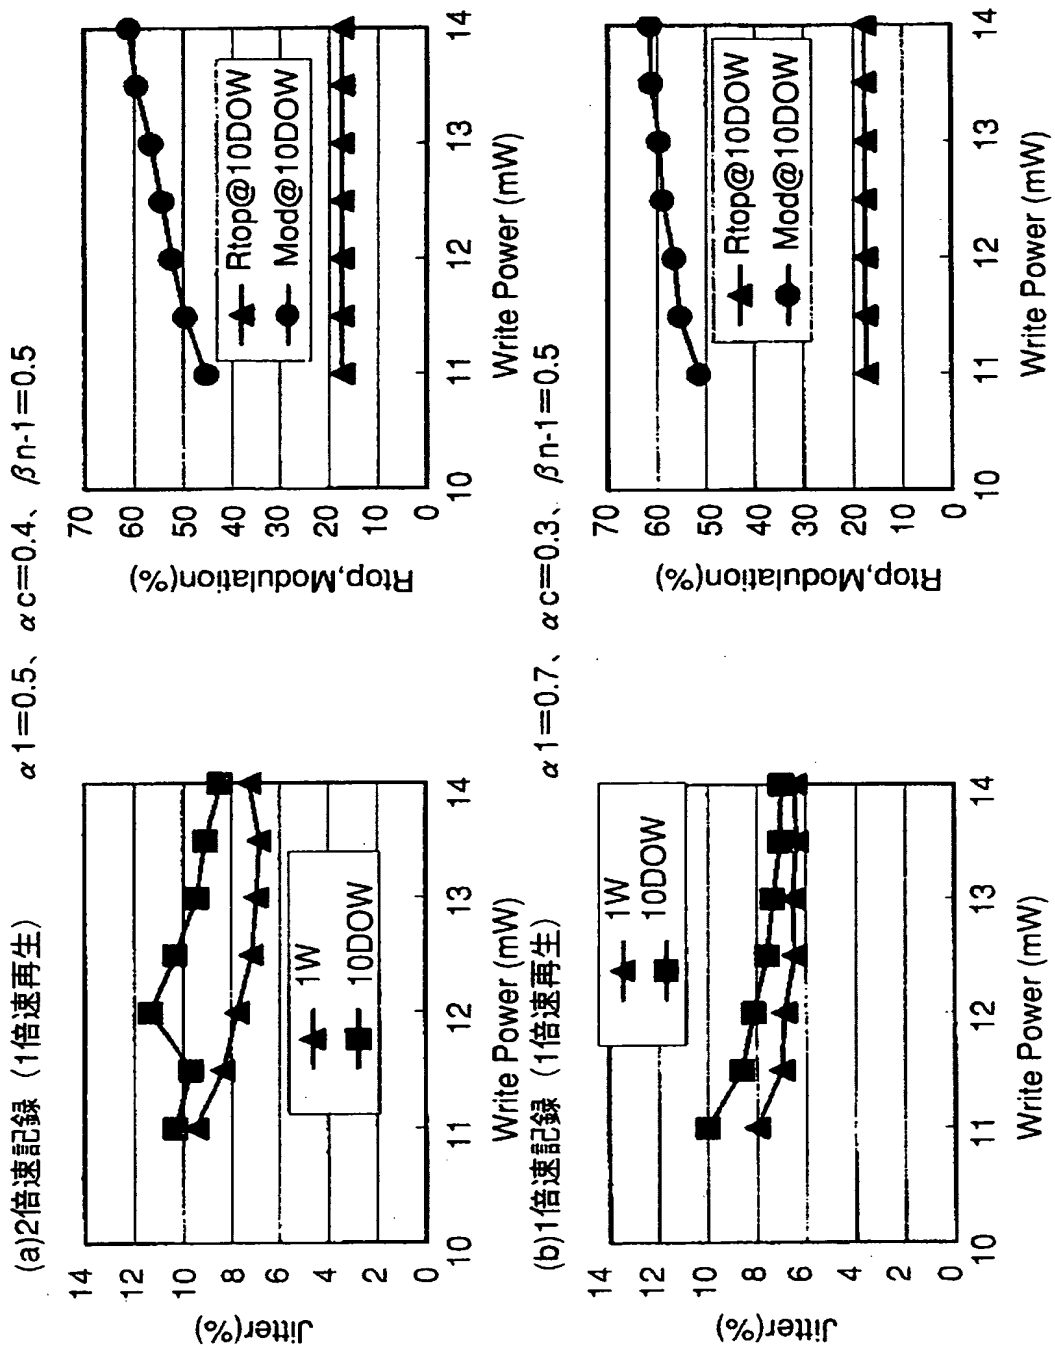 (a)2倍速記録（1倍速再生）
α1=0.5、αc=0.4、βn-1=0.5
Jitter(%)
14
12
10
8
6
4
2
0
1W
10DOW
10
11
12
13
14
Write Power (mW)
Rtop,Modulation(%)
70
60
50
40
30
20
10
0
Rtop@10DOW
Mod@10DOW
10
11
12
13
14
Write Power (mW)
(b)1倍速記録（1倍速再生）
α1=0.7、αc=0.3、βn-1=0.5
Jitter(%)
14
12
10
8
6
4
2
0
1W
10DOW
10
11
12
13
14
Write Power (mW)
Rtop,Modulation(%)
70
60
50
40
30
20
10
0
Rtop@10DOW
Mod@10DOW
10
11
12
13
14
Write Power (mW)